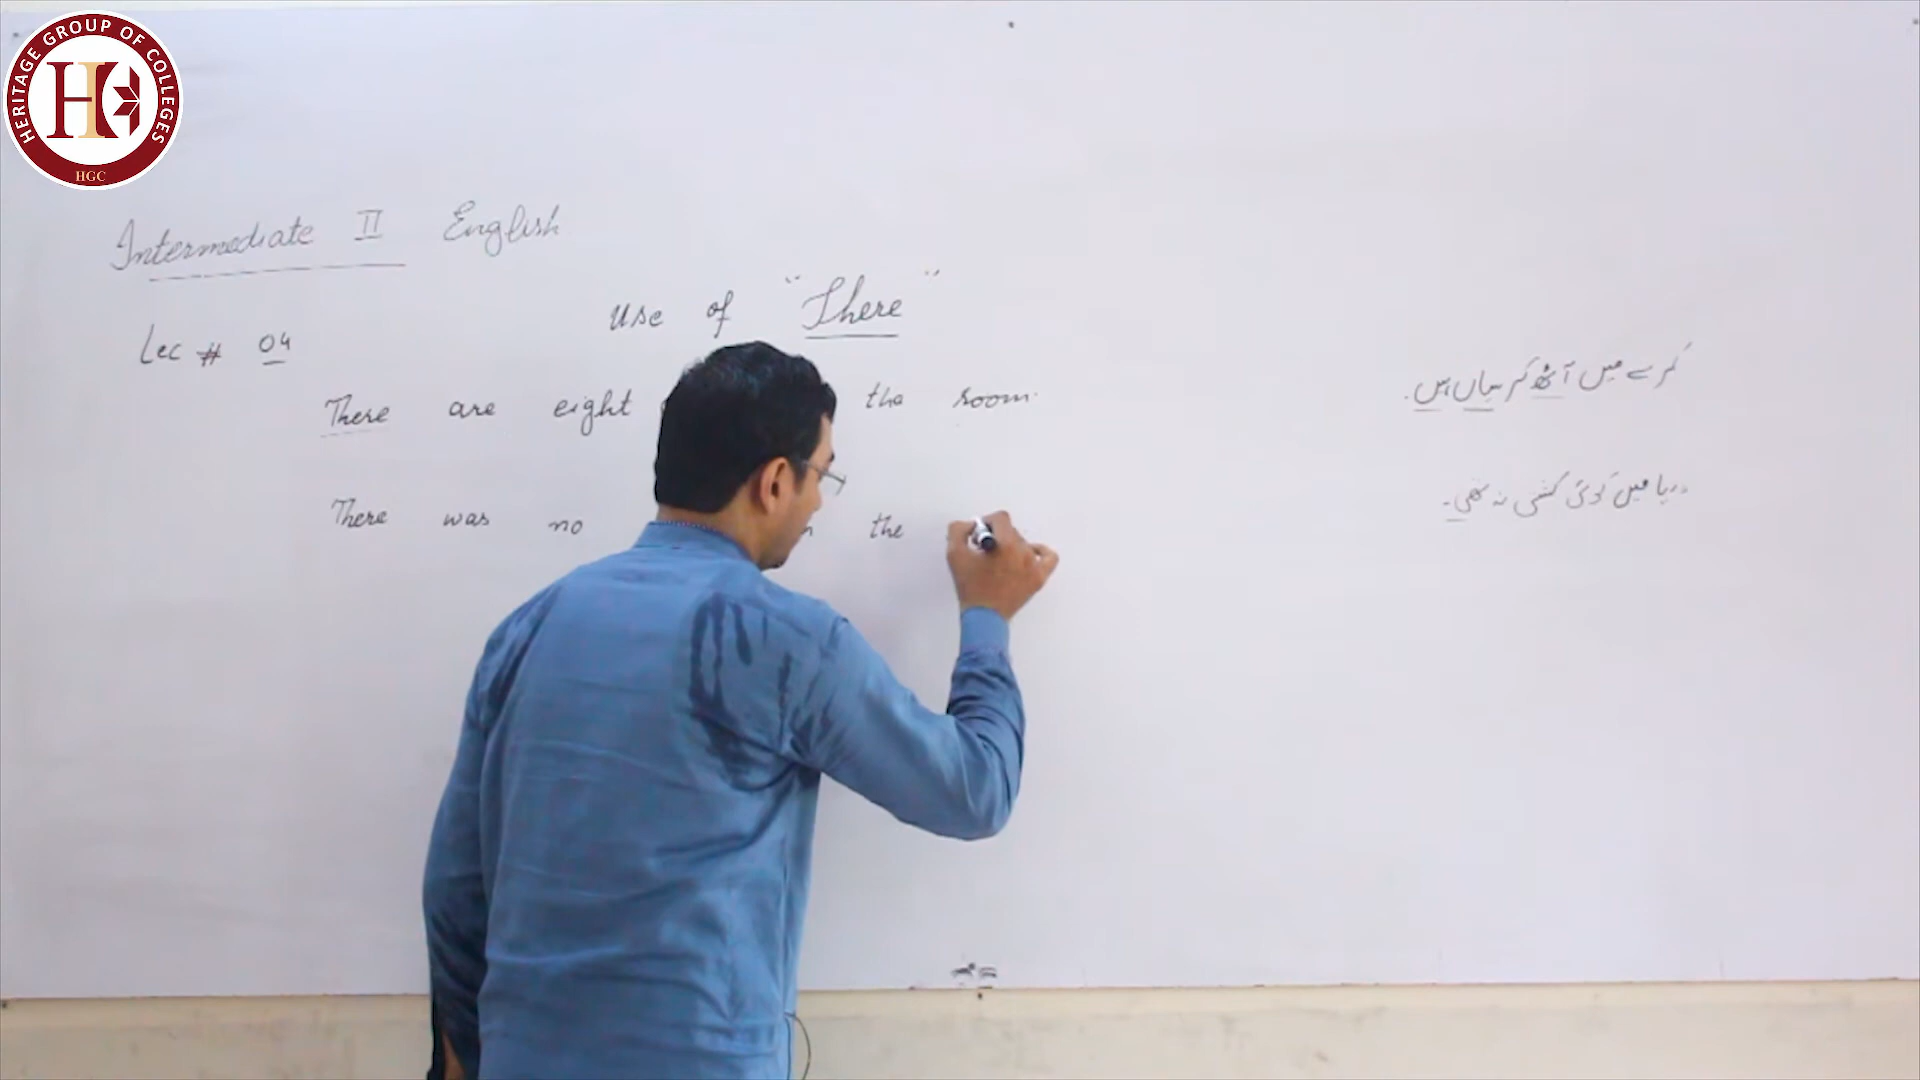 HERITAGE GROUP OF COLLEGES
HGC
Intermediate II English
Lec # 04
Use of "There"
There are eight the room.
کمرے میں آٹھ کرسیاں ہیں۔
There was no the
دریا میں کوئی کشتی نہ تھی۔